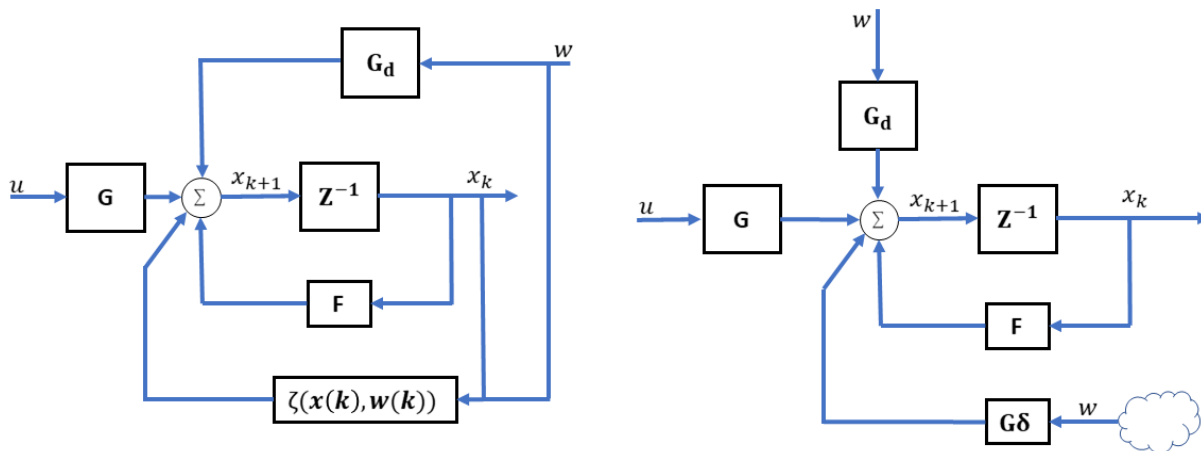 G_d
w
u
G
Σ
x_{k+1}
Z^{-1}
x_k
F
ζ(x(k), w(k))
w
G_d
u
G
Σ
x_{k+1}
Z^{-1}
x_k
F
Gδ
w